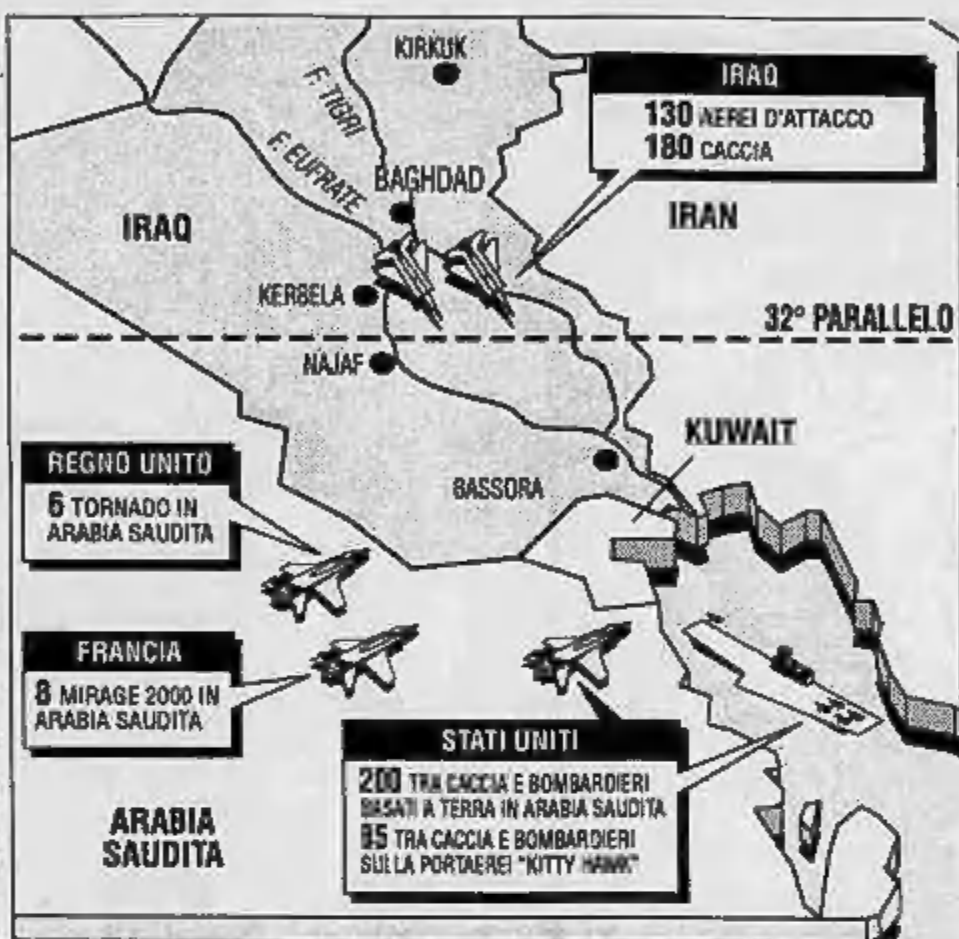 KIRKUK
IRAQ
130 AEREI D'ATTACCO
180 CACCIA
F. TIGRI
F. EUFRATE
BAGHDAD
IRAQ
IRAN
KERBELA
32° PARALLELO
NAJAF
KUWAIT
BASSORA
REGNO UNITO
6 TORNADO IN
ARABIA SAUDITA
FRANCIA
8 MIRAGE 2000 IN
ARABIA SAUDITA
STATI UNITI
200 TRA CACCIA E BOMBARDIERI
BASATI A TERRA IN ARABIA SAUDITA
TRA CACCIA E BOMBARDIERI
SULLA PORTAEREI "KITTY HAWK"
ARABIA
SAUDITA